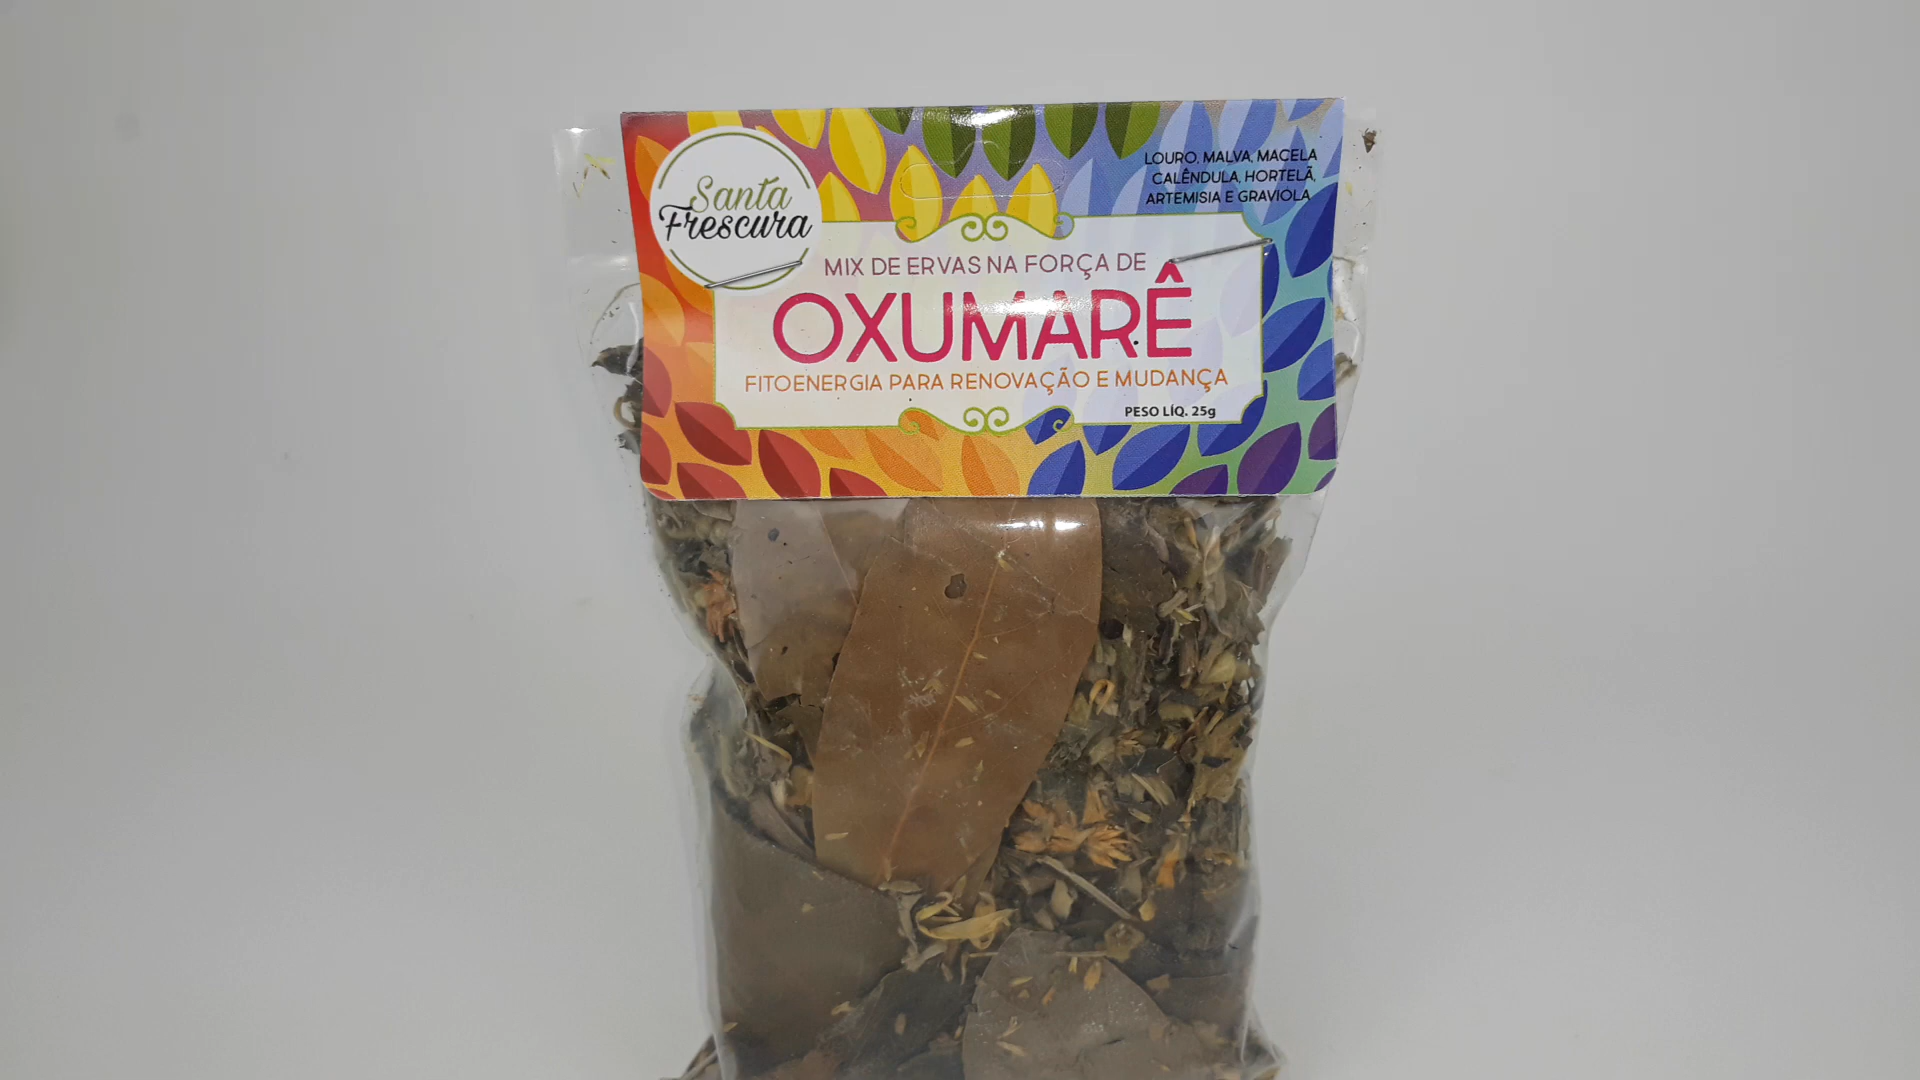 Santa
Frescura
LOURO, MALVA, MACELA
CALÊNDULA, HORTELÃ,
ARTEMISIA E GRAVIOLA
MIX DE ERVAS NA FORÇA DE
OXUMARÊ
FITOENERGIA PARA RENOVAÇÃO E MUDANÇA
PESO LÍQ. 25g